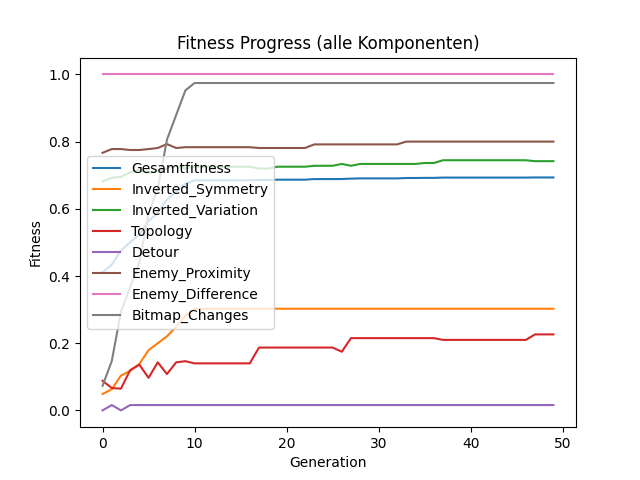 Fitness Progress (alle Komponenten)
1.0
0.8
0.6
0.4
0.2
0.0
Fitness
Gesamtfitness
Inverted_Symmetry
Inverted_Variation
Topology
Detour
Enemy_Proximity
Enemy_Difference
Bitmap_Changes
0 10 20 30 40 50
Generation